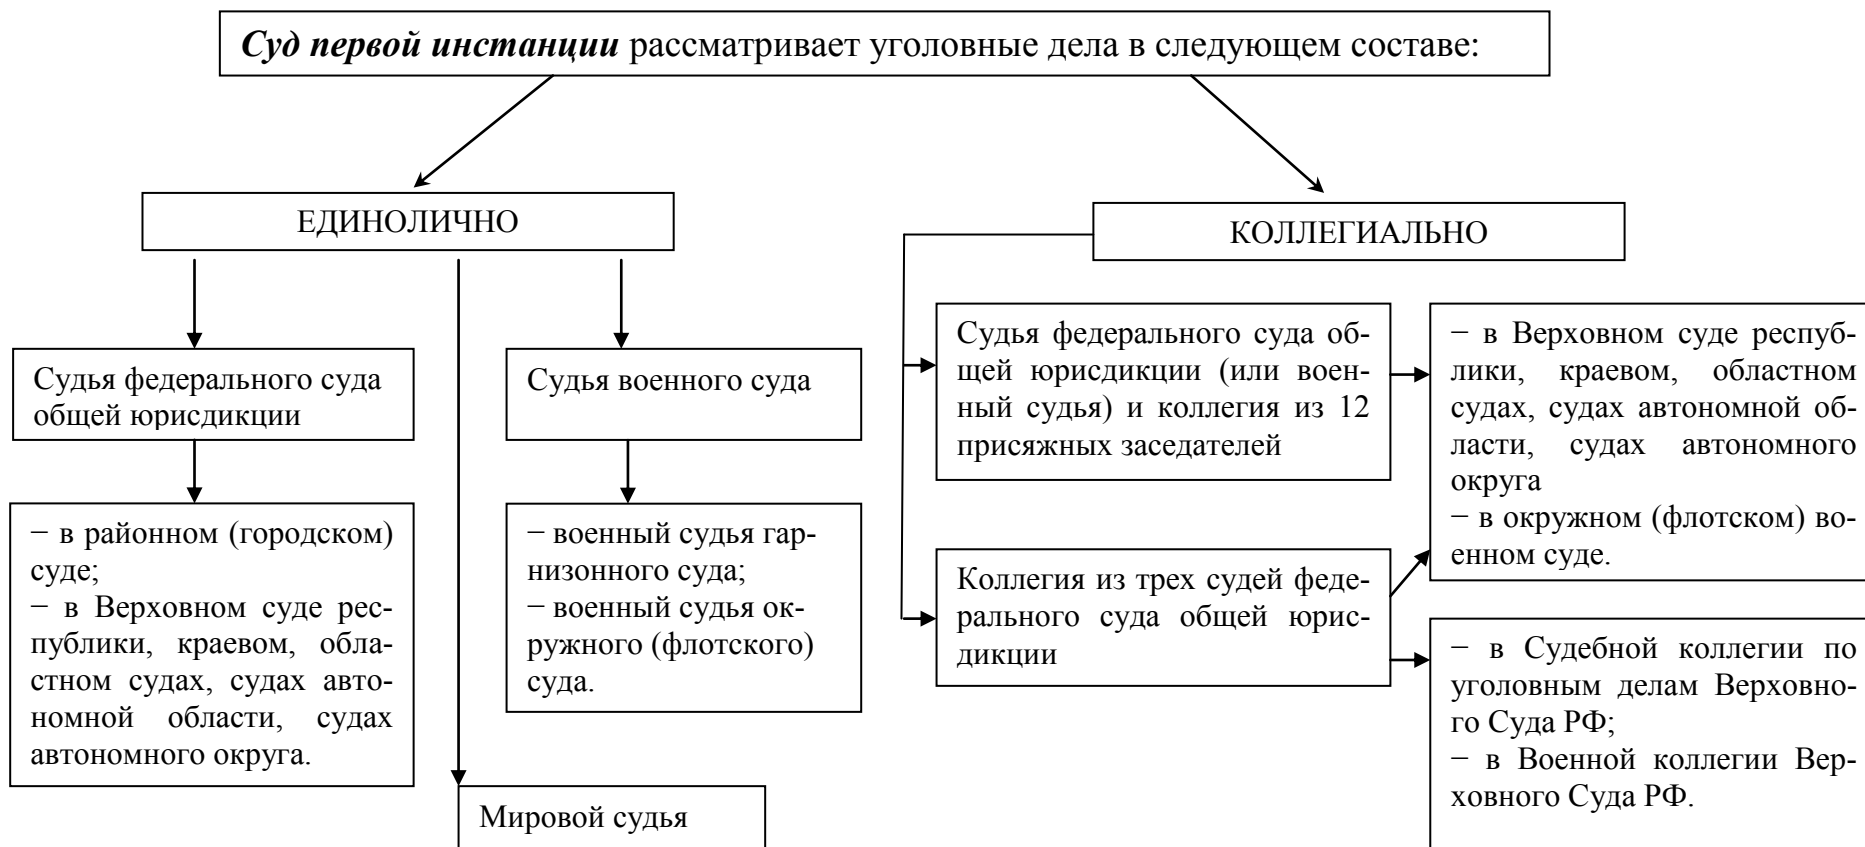 Суд первой инстанции рассматривает уголовные дела в следующем составе:
ЕДИНОЛИЧНО
Судья федерального суда
общей юрисдикции
− в районном (городском)
суде;
− в Верховном суде рес-
публики, краевом, обла-
стном судах, судах авто-
номной области, судах
автономного округа.
Судья военного суда
− военный судья гар-
низонного суда;
− военный судья ок-
ружного (флотского)
суда.
Мировой судья
КОЛЛЕГИАЛЬНО
Судья федерального суда об-
щей юрисдикции (или воен-
ный судья) и коллегия из 12
присяжных заседателей
Коллегия из трех судей феде-
рального суда общей юрис-
дикции
− в Верховном суде респуб-
лики, краевом, областном
судах, судах автономной об-
ласти, судах автономного
округа
− в окружном (флотском) во-
енном суде.
− в Судебной коллегии по
уголовным делам Верховно-
го Суда РФ;
− в Военной коллегии Вер-
ховного Суда РФ.